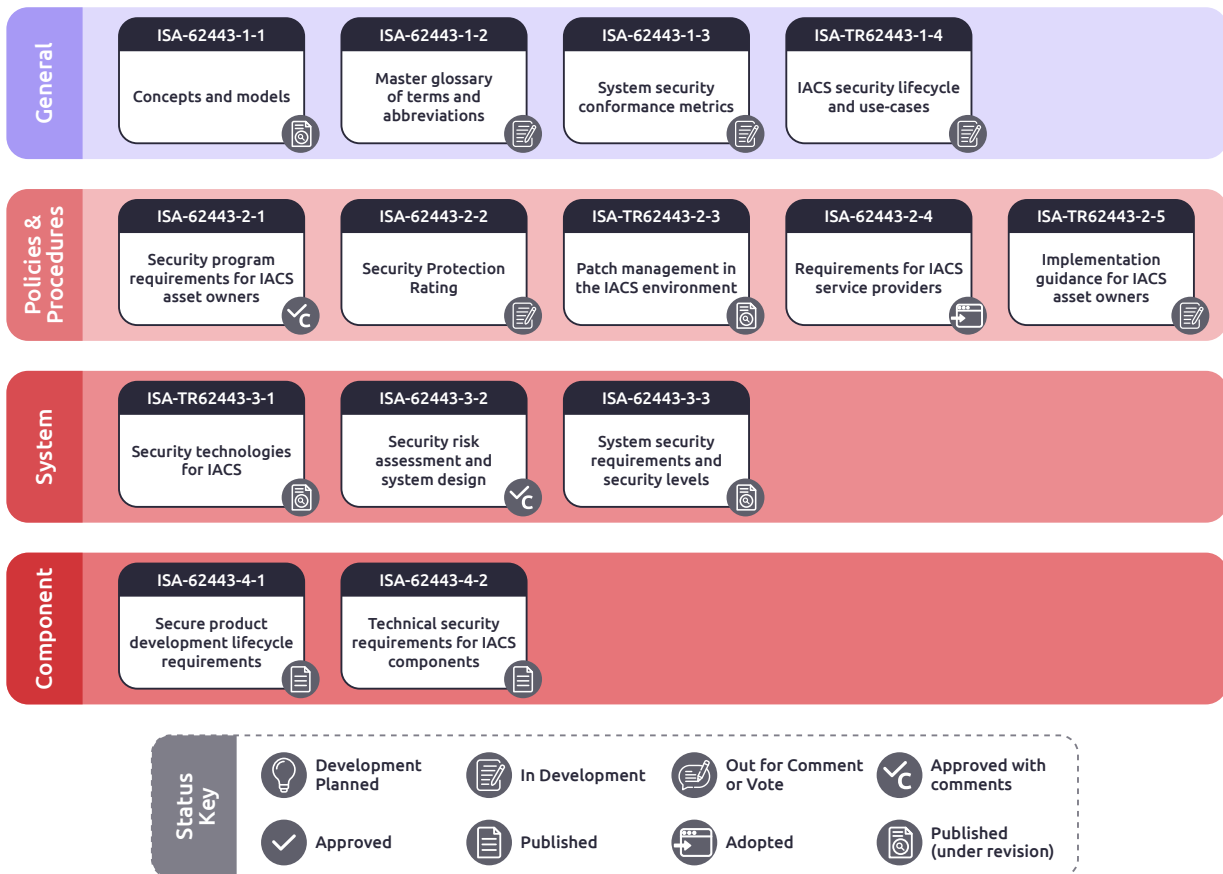 General
ISA-62443-1-1
Concepts and models
ISA-62443-1-2
Master glossary
of terms and
abbreviations
ISA-62443-1-3
System security
conformance metrics
ISA-TR62443-1-4
IACS security lifecycle
and use-cases
Policies &
Procedures
ISA-62443-2-1
Security program
requirements for IACS
asset owners
C
ISA-62443-2-2
Security Protection
Rating
ISA-TR62443-2-3
Patch management in
the IACS environment
ISA-62443-2-4
Requirements for IACS
service providers
ISA-TR62443-2-5
Implementation
guidance for IACS
asset owners
System
ISA-TR62443-3-1
Security technologies
for IACS
ISA-62443-3-2
Security risk
assessment and
system design
C
ISA-62443-3-3
System security
requirements and
security levels
Component
ISA-62443-4-1
Secure product
development lifecycle
requirements
ISA-62443-4-2
Technical security
requirements for IACS
components
Status
Key
Development
Planned
In Development
Out for Comment
or Vote
C
Approved with
comments
Approved
Published
Adopted
Published
(under revision)